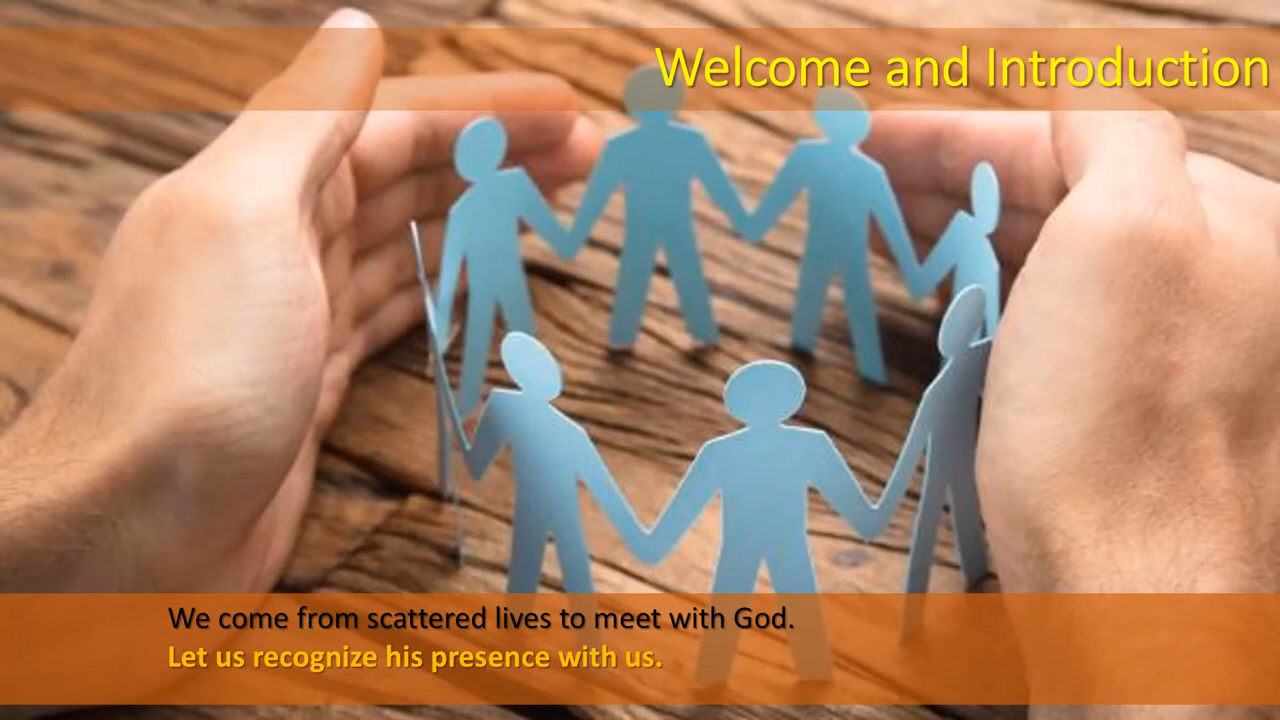 Welcome and Introduction
We come from scattered lives to meet with God.
Let us recognize his presence with us.